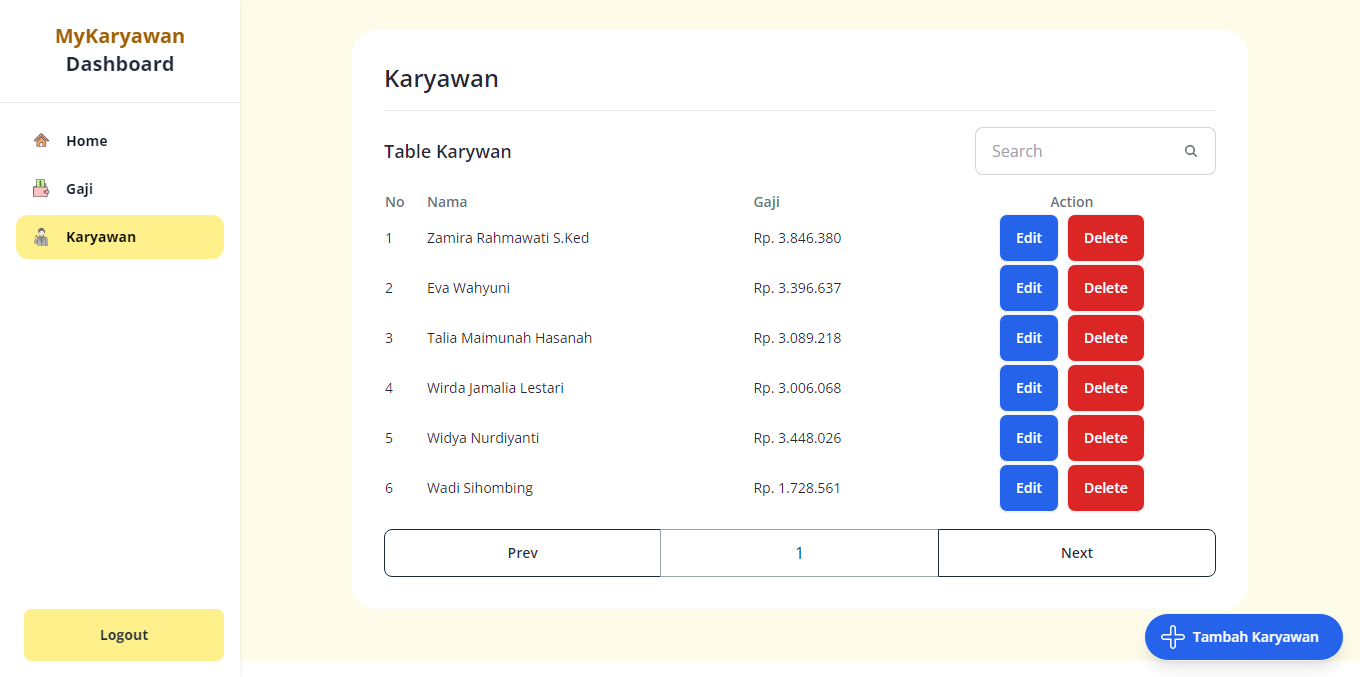 MyKaryawan
Dashboard
Home
Gaji
Karyawan
Logout
Karyawan
Table Karywan
Search
No Nama Gaji Action
1 Zamira Rahmawati S.Ked Rp. 3.846.380 Edit Delete
2 Eva Wahyuni Rp. 3.396.637 Edit Delete
3 Talia Maimunah Hasanah Rp. 3.089.218 Edit Delete
4 Wirda Jamalia Lestari Rp. 3.006.068 Edit Delete
5 Widya Nurdiyanti Rp. 3.448.026 Edit Delete
6 Wadi Sihombing Rp. 1.728.561 Edit Delete
Prev 1 Next
Tambah Karyawan